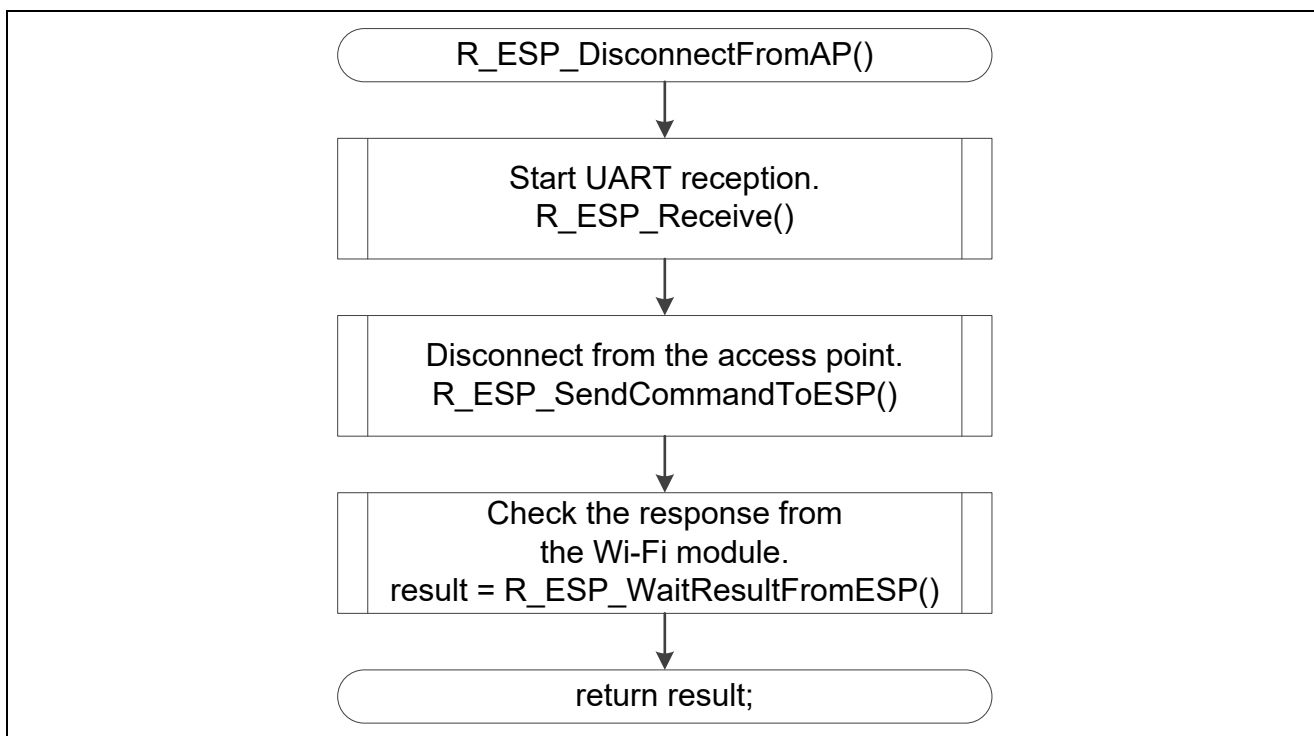 R_ESP_DisconnectFromAP()
Start UART reception.
R_ESP_Receive()
Disconnect from the access point.
R_ESP_SendCommandToESP()
Check the response from
the Wi-Fi module.
result = R_ESP_WaitResultFromESP()
return result;